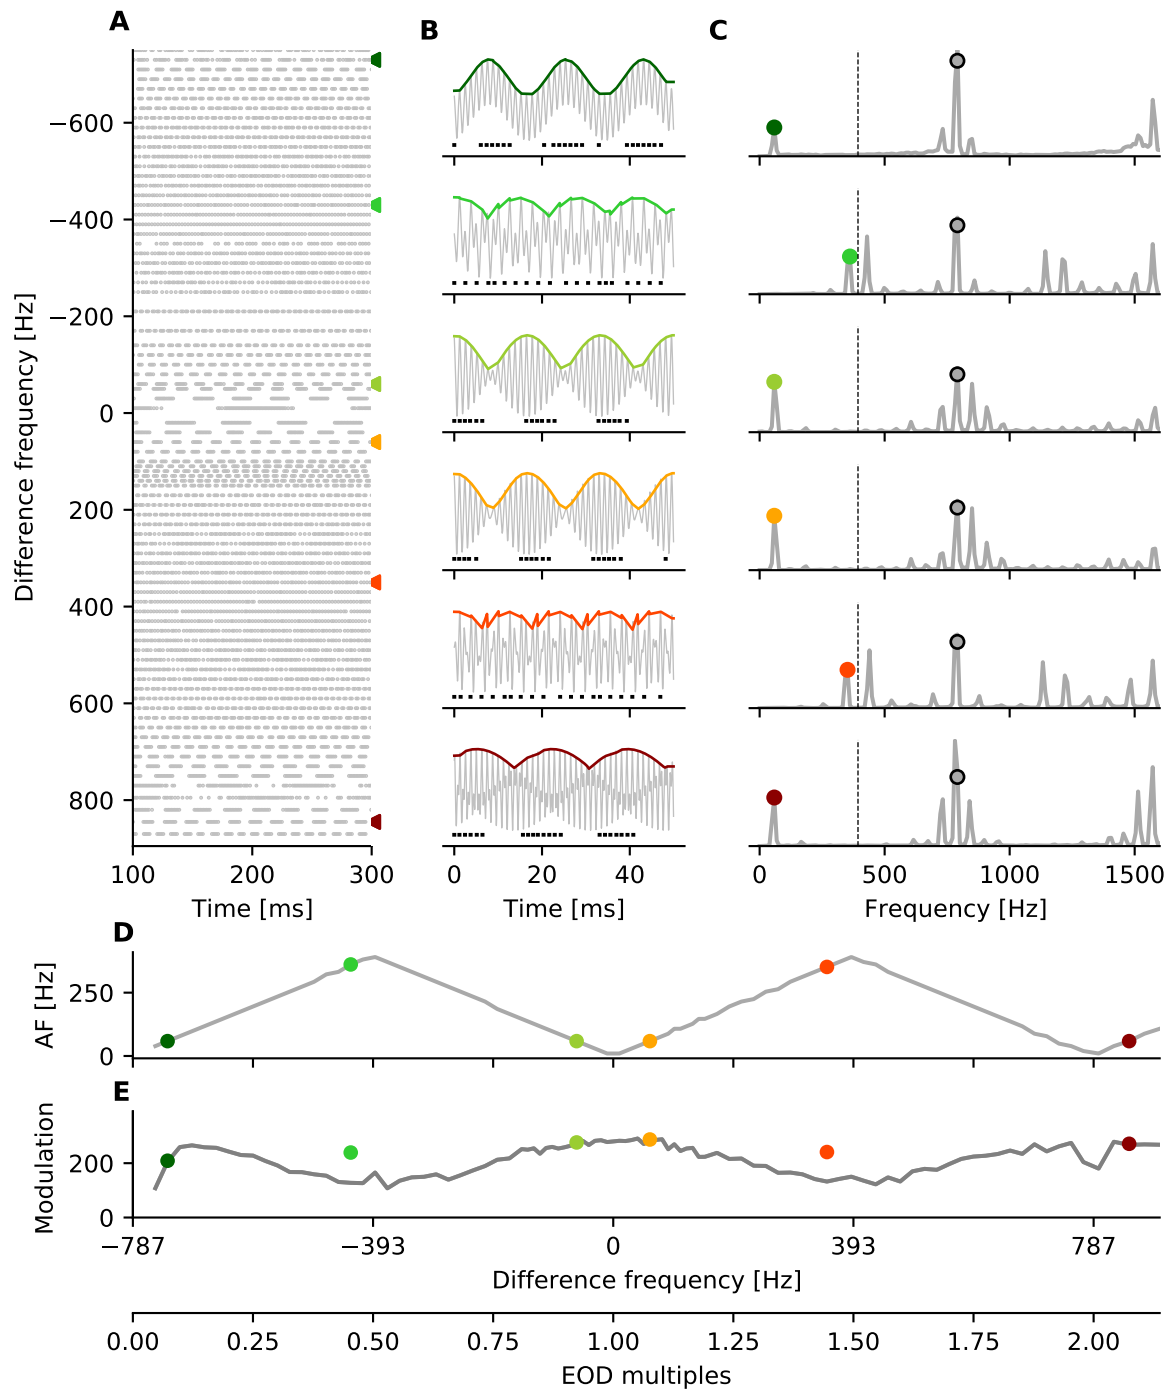 A
B
C
Difference frequency [Hz]
−600
−400
−200
0
200
400
600
800
100 200 300
Time [ms]
0 20 40
Time [ms]
0 500 1000 1500
Frequency [Hz]
D
AF [Hz]
250
0
E
Modulation
200
0
−787 −393 0 393 787
Difference frequency [Hz]
0.00 0.25 0.50 0.75 1.00 1.25 1.50 1.75 2.00
EOD multiples